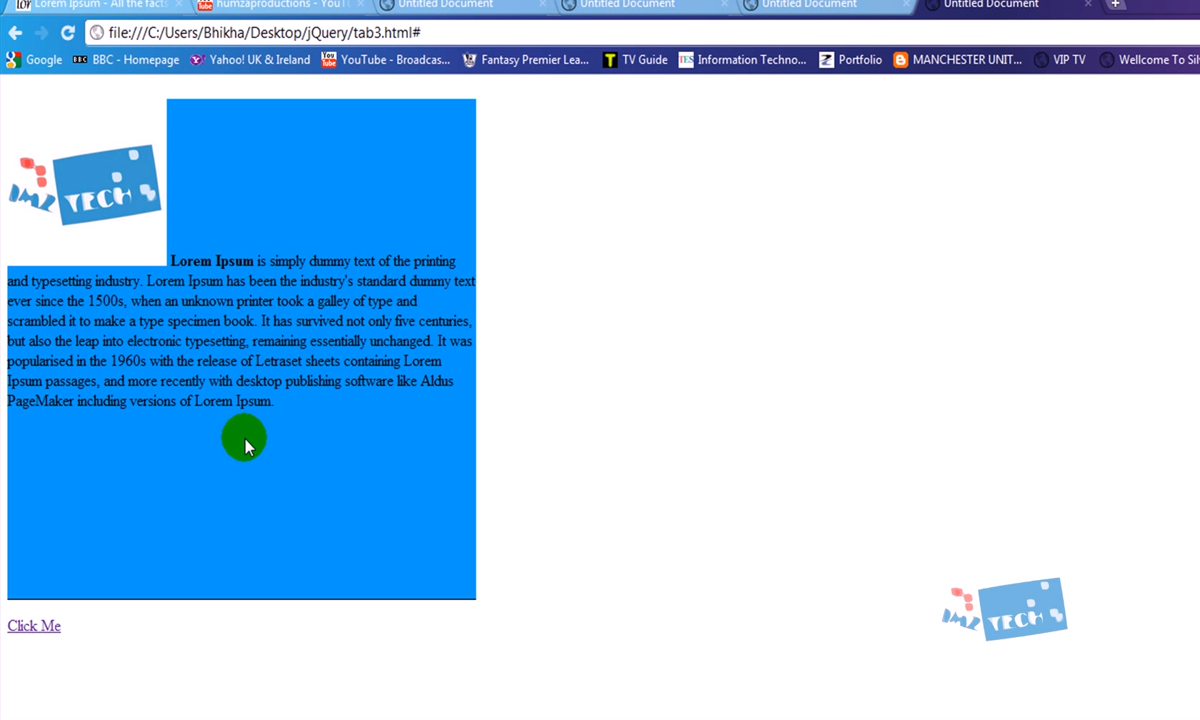 Lorem Ipsum - All the facts
humzaproductions - YouT
Untitled Document
Untitled Document
Untitled Document
Untitled Document
file:///C:/Users/Bhikha/Desktop/jQuery/tab3.html#
Google
BBC - Homepage
Yahoo! UK & Ireland
YouTube - Broadcas...
Fantasy Premier Lea...
TV Guide
Information Techno...
Portfolio
MANCHESTER UNIT...
VIP TV
Wellcome To Sil
IMZ TECH
Lorem Ipsum is simply dummy text of the printing
and typesetting industry. Lorem Ipsum has been the industry's standard dummy text
ever since the 1500s, when an unknown printer took a galley of type and
scrambled it to make a type specimen book. It has survived not only five centuries,
but also the leap into electronic typesetting, remaining essentially unchanged. It was
popularised in the 1960s with the release of Letraset sheets containing Lorem
Ipsum passages, and more recently with desktop publishing software like Aldus
PageMaker including versions of Lorem Ipsum.
Click Me
IMZ TECH